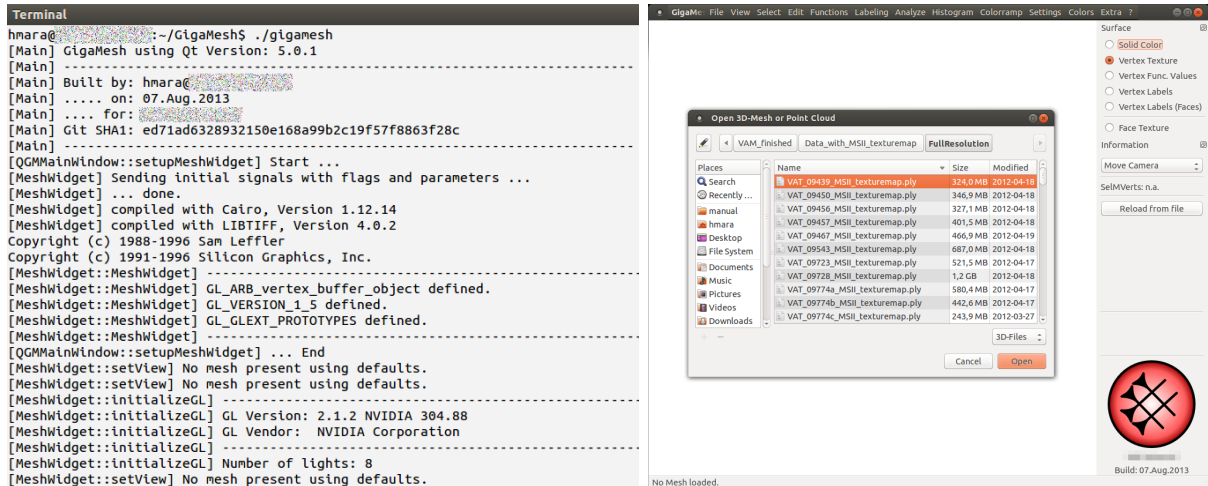 Terminal
hmara@ :~/GigaMesh$ ./gigamesh
[Main] GigaMesh using Qt Version: 5.0.1
[Main] ----------------------------------------------------------------
[Main] Built by: hmara@
[Main] ..... on: 07.Aug.2013
[Main] .... for:
[Main] Git SHA1: ed71ad6328932150e168a99b2c19f57f8863f28c
[Main] ----------------------------------------------------------------
[QGMMainWindow::setupMeshWidget] Start ...
[MeshWidget] Sending initial signals with flags and parameters ...
[MeshWidget] ... done.
[MeshWidget] compiled with Cairo, Version 1.12.14
[MeshWidget] compiled with LIBTIFF, Version 4.0.2
Copyright (c) 1988-1996 Sam Leffler
Copyright (c) 1991-1996 Silicon Graphics, Inc.
[MeshWidget::MeshWidget] ------------------------------------------------
[MeshWidget::MeshWidget] GL_ARB_vertex_buffer_object defined.
[MeshWidget::MeshWidget] GL_VERSION_1_5 defined.
[MeshWidget::MeshWidget] GL_GLEXT_PROTOTYPES defined.
[MeshWidget::MeshWidget] ------------------------------------------------
[QGMMainWindow::setupMeshWidget] ... End
[MeshWidget::setView] No mesh present using defaults.
[MeshWidget::setView] No mesh present using defaults.
[MeshWidget::initializeGL] ----------------------------------------------
[MeshWidget::initializeGL] GL Version: 2.1.2 NVIDIA 304.88
[MeshWidget::initializeGL] GL Vendor:  NVIDIA Corporation
[MeshWidget::initializeGL] ----------------------------------------------
[MeshWidget::initializeGL] Number of lights: 8
[MeshWidget::setView] No mesh present using defaults.
GigaMe: File View Select Edit Functions Labeling Analyze Histogram Colorramp Settings Colors Extra ?
Open 3D-Mesh or Point Cloud
VAM_finished Data_with_MSII_texturemap FullResolution
Places
Search
Recently ...
manual
hmara
Desktop
File System
Documents
Music
Pictures
Videos
Downloads
Name Size Modified
VAT_09439_MSII_texturemap.ply 324,0 MB 2012-04-18
VAT_09450_MSII_texturemap.ply 346,9 MB 2012-04-18
VAT_09456_MSII_texturemap.ply 327,1 MB 2012-04-18
VAT_09457_MSII_texturemap.ply 401,5 MB 2012-04-18
VAT_09467_MSII_texturemap.ply 466,9 MB 2012-04-19
VAT_09543_MSII_texturemap.ply 687,0 MB 2012-04-18
VAT_09723_MSII_texturemap.ply 521,5 MB 2012-04-17
VAT_09728_MSII_texturemap.ply 1,2 GB 2012-04-18
VAT_09774a_MSII_texturemap.ply 580,4 MB 2012-04-17
VAT_09774b_MSII_texturemap.ply 442,6 MB 2012-04-17
VAT_09774c_MSII_texturemap.ply 243,9 MB 2012-03-27
3D-Files
Cancel Open
Surface
Solid Color
Vertex Texture
Vertex Func. Values
Vertex Labels
Vertex Labels (Faces)
Face Texture
Information
Move Camera
SelMVerts: n.a.
Reload from file
Build: 07.Aug.2013
No Mesh loaded.